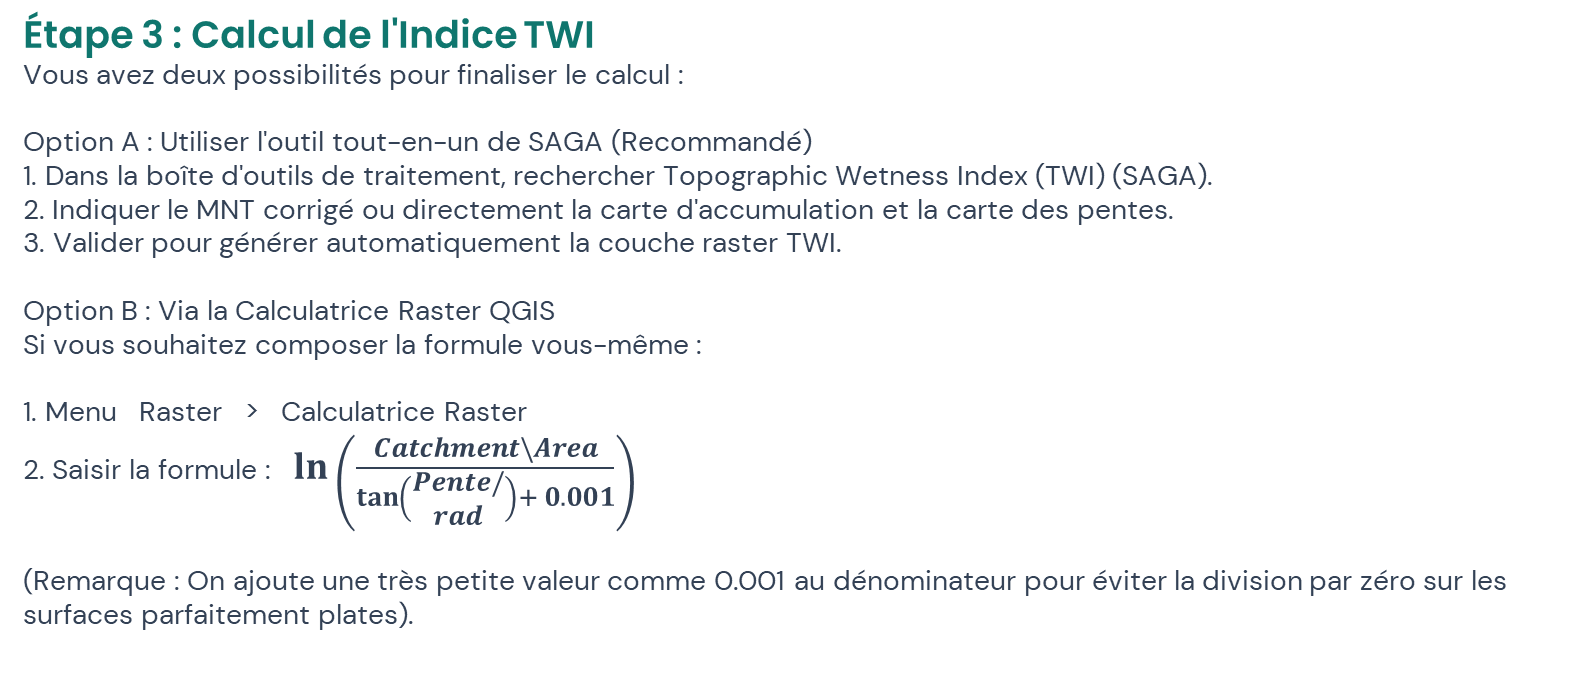 Étape 3 : Calcul de l'Indice TWI
Vous avez deux possibilités pour finaliser le calcul :
Option A : Utiliser l'outil tout-en-un de SAGA (Recommandé)
1. Dans la boîte d'outils de traitement, rechercher Topographic Wetness Index (TWI) (SAGA).
2. Indiquer le MNT corrigé ou directement la carte d'accumulation et la carte des pentes.
3. Valider pour générer automatiquement la couche raster TWI.
Option B : Via la Calculatrice Raster QGIS
Si vous souhaitez composer la formule vous-même :
1. Menu Raster > Calculatrice Raster
2. Saisir la formule : ln(
Catchment\Area
tan(Pente/
rad) + 0.001)
(Remarque : On ajoute une très petite valeur comme 0.001 au dénominateur pour éviter la division par zéro sur les
surfaces parfaitement plates).